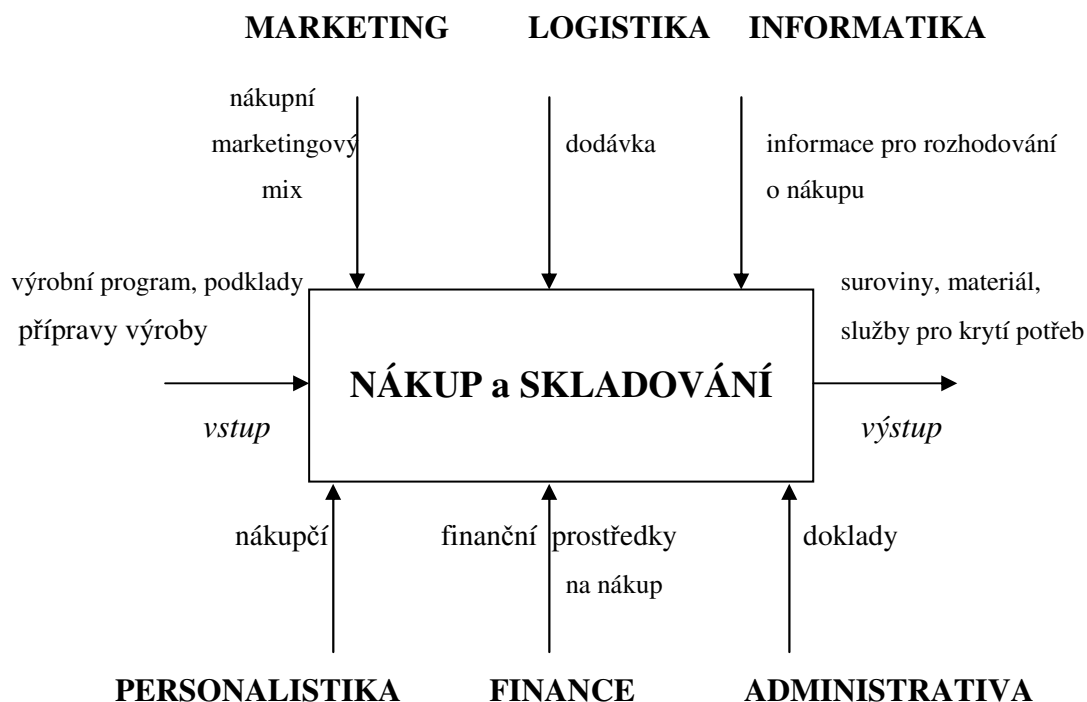 MARKETING LOGISTIKA INFORMATIKA
nákupní
marketingový dodávka informace pro rozhodování
mix o nákupu
výrobní program, podklady suroviny, materiál,
přípravy výroby služby pro krytí potřeb
NÁKUP a SKLADOVÁNÍ
vstup výstup
nákupčí finanční prostředky doklady
na nákup
PERSONALISTIKA FINANCE ADMINISTRATIVA